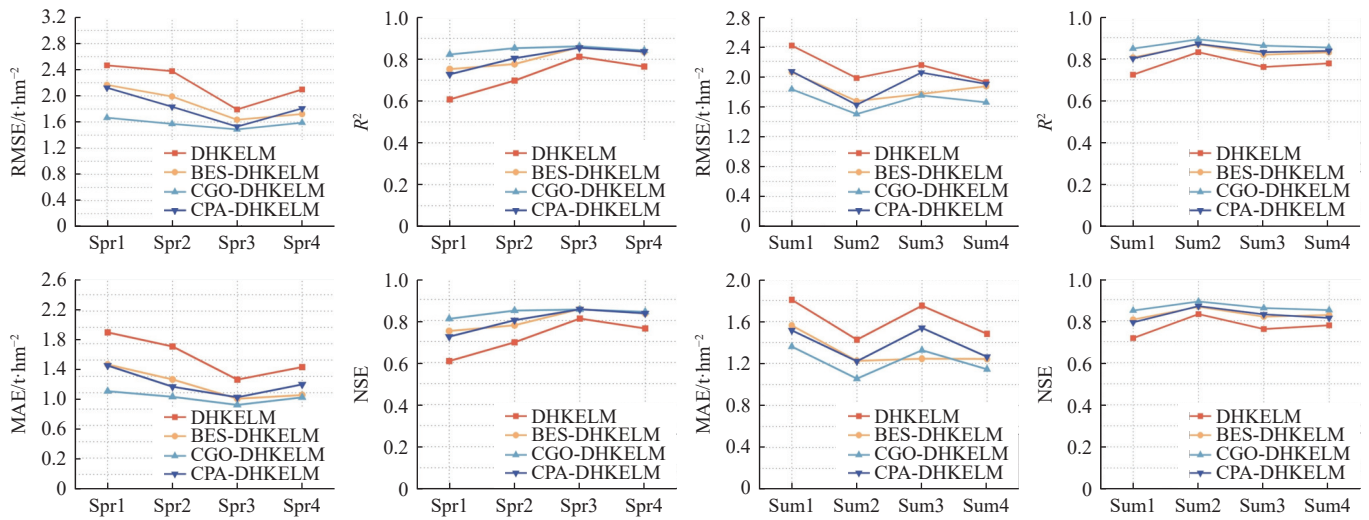 RMSE/t·hm⁻²
3.2
2.8
2.4
2.0
1.6
1.2
0.8
0.4
0
DHKELM
BES-DHKELM
CGO-DHKELM
CPA-DHKELM
Spr1 Spr2 Spr3 Spr4
R²
1.0
0.8
0.6
0.4
0.2
0
DHKELM
BES-DHKELM
CGO-DHKELM
CPA-DHKELM
Spr1 Spr2 Spr3 Spr4
RMSE/t·hm⁻²
2.8
2.4
2.0
1.6
1.2
0.8
0.4
0
DHKELM
BES-DHKELM
CGO-DHKELM
CPA-DHKELM
Sum1 Sum2 Sum3 Sum4
R²
1.0
0.8
0.6
0.4
0.2
0
DHKELM
BES-DHKELM
CGO-DHKELM
CPA-DHKELM
Sum1 Sum2 Sum3 Sum4
MAE/t·hm⁻²
2.6
2.2
1.8
1.4
1.0
0.6
0.2
0
DHKELM
BES-DHKELM
CGO-DHKELM
CPA-DHKELM
Spr1 Spr2 Spr3 Spr4
NSE
1.0
0.8
0.6
0.4
0.2
0
DHKELM
BES-DHKELM
CGO-DHKELM
CPA-DHKELM
Spr1 Spr2 Spr3 Spr4
MAE/t·hm⁻²
2.0
1.6
1.2
0.8
0.4
0
DHKELM
BES-DHKELM
CGO-DHKELM
CPA-DHKELM
Sum1 Sum2 Sum3 Sum4
NSE
1.0
0.8
0.6
0.4
0.2
0
DHKELM
BES-DHKELM
CGO-DHKELM
CPA-DHKELM
Sum1 Sum2 Sum3 Sum4